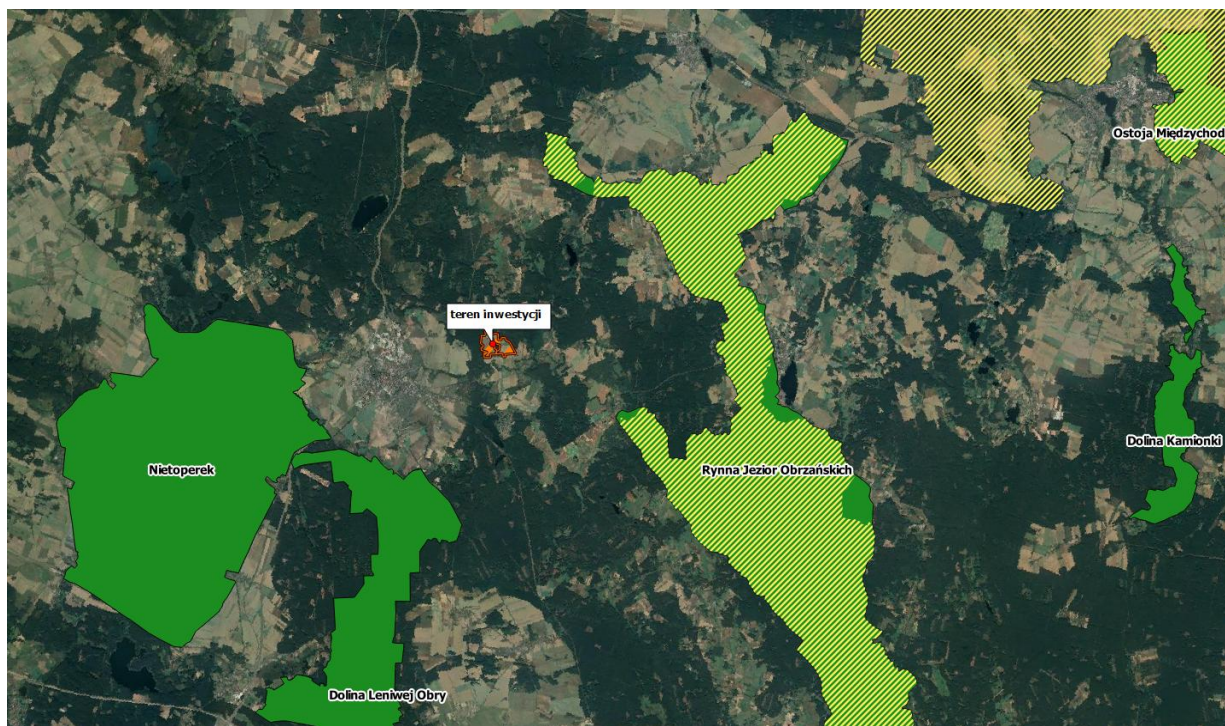 Ostoja Międzychod
teren inwestycji
Dolina Kamionki
Nietoperek
Rynna Jezior Obrzańskich
Dolina Leniwej Obry